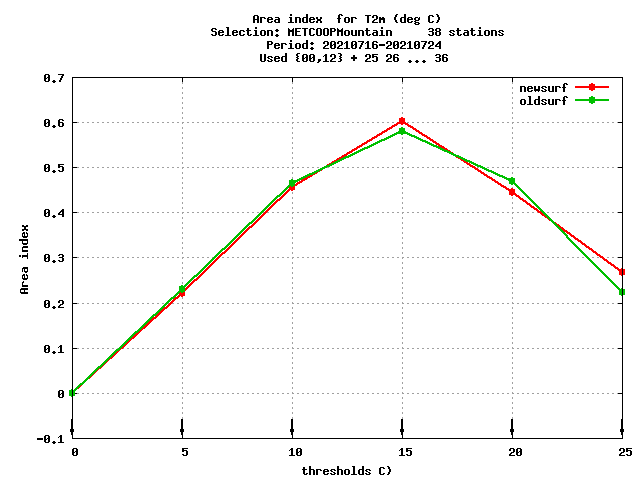 Area index  for T2m (deg C)
Selection: METCOOPMountain     38 stations
Period: 20210716-20210724
Used {00,12} + 25 26 ... 36
newsurf
oldsurf
0.7
0.6
0.5
0.4
0.3
0.2
0.1
0
-0.1
Area index
0 5 10 15 20 25
thresholds C)